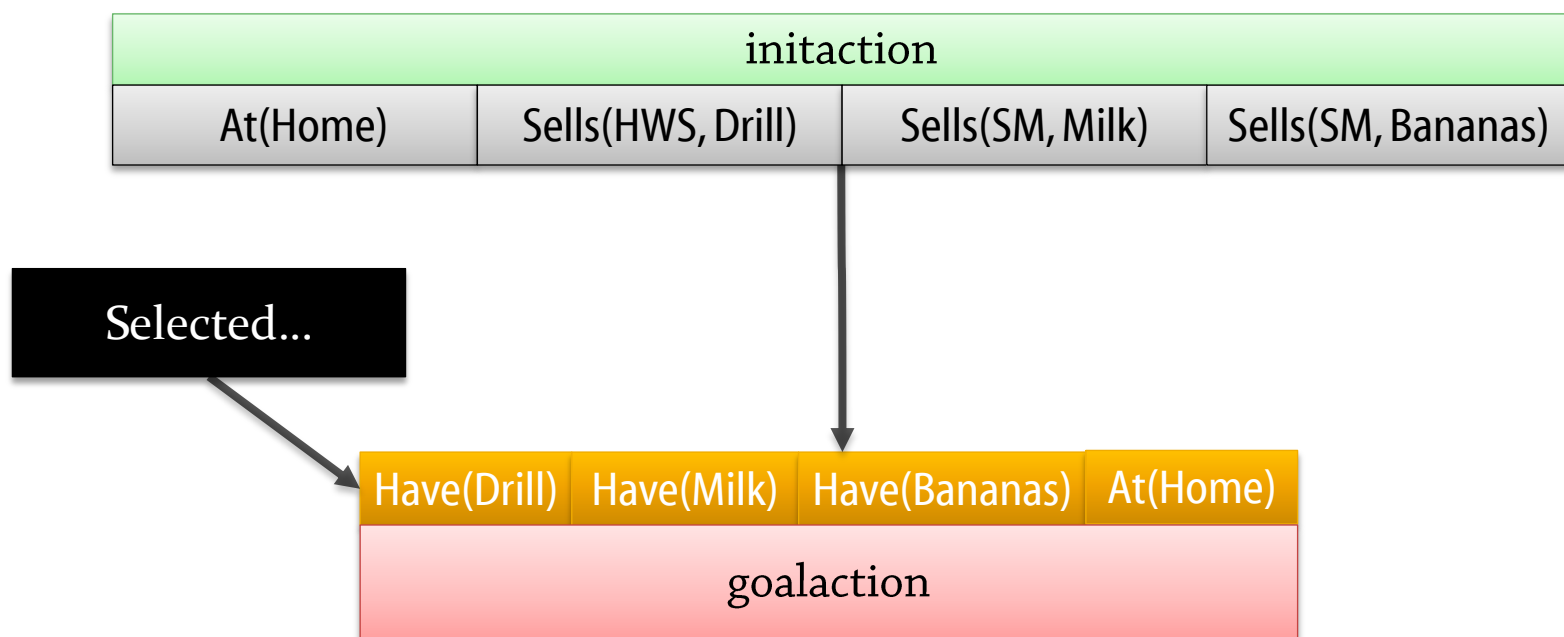 initaction
At(Home) Sells(HWS, Drill) Sells(SM, Milk) Sells(SM, Bananas)
Selected...
Have(Drill) Have(Milk) Have(Bananas) At(Home)
goalaction